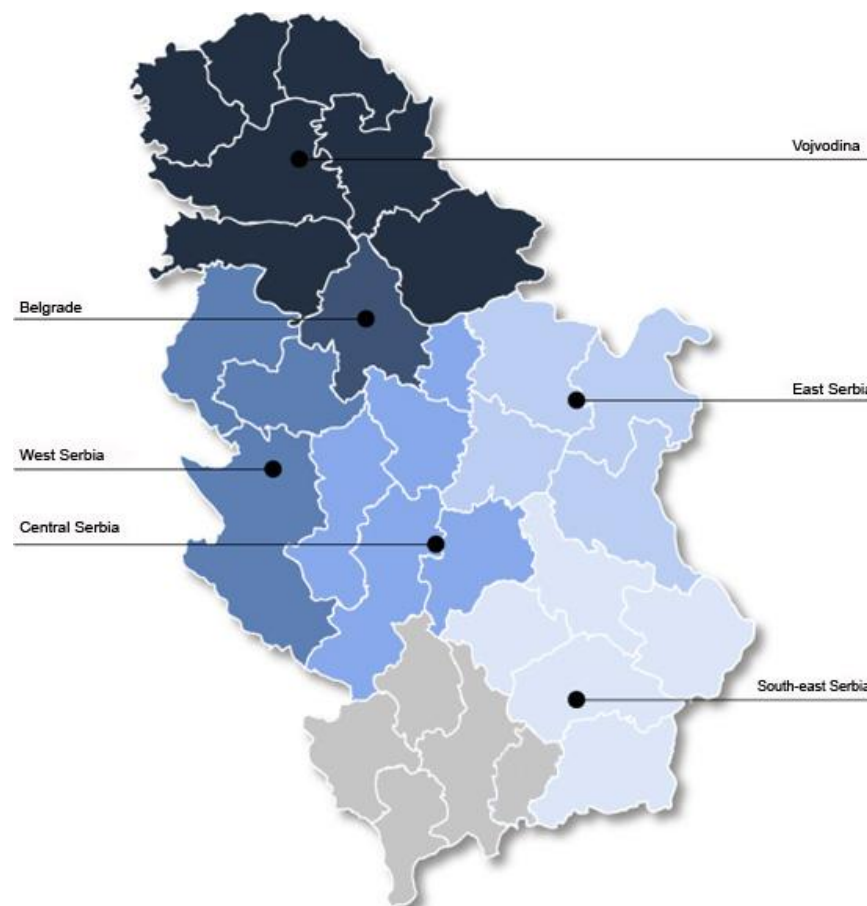 Vojvodina
Belgrade
East Serbia
West Serbia
Central Serbia
South-east Serbia